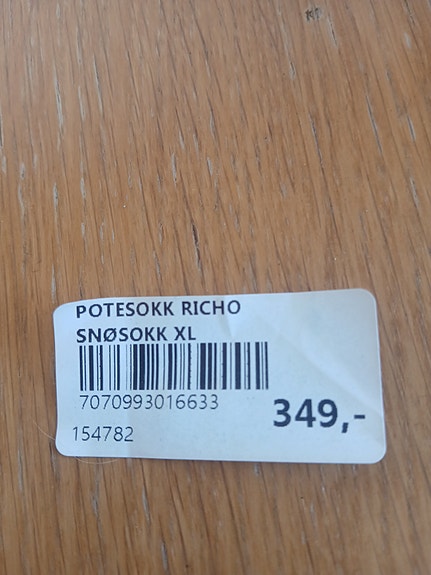 POTESOKK RICHO
SNØSOKK XL
7070993016633
349,-
154782